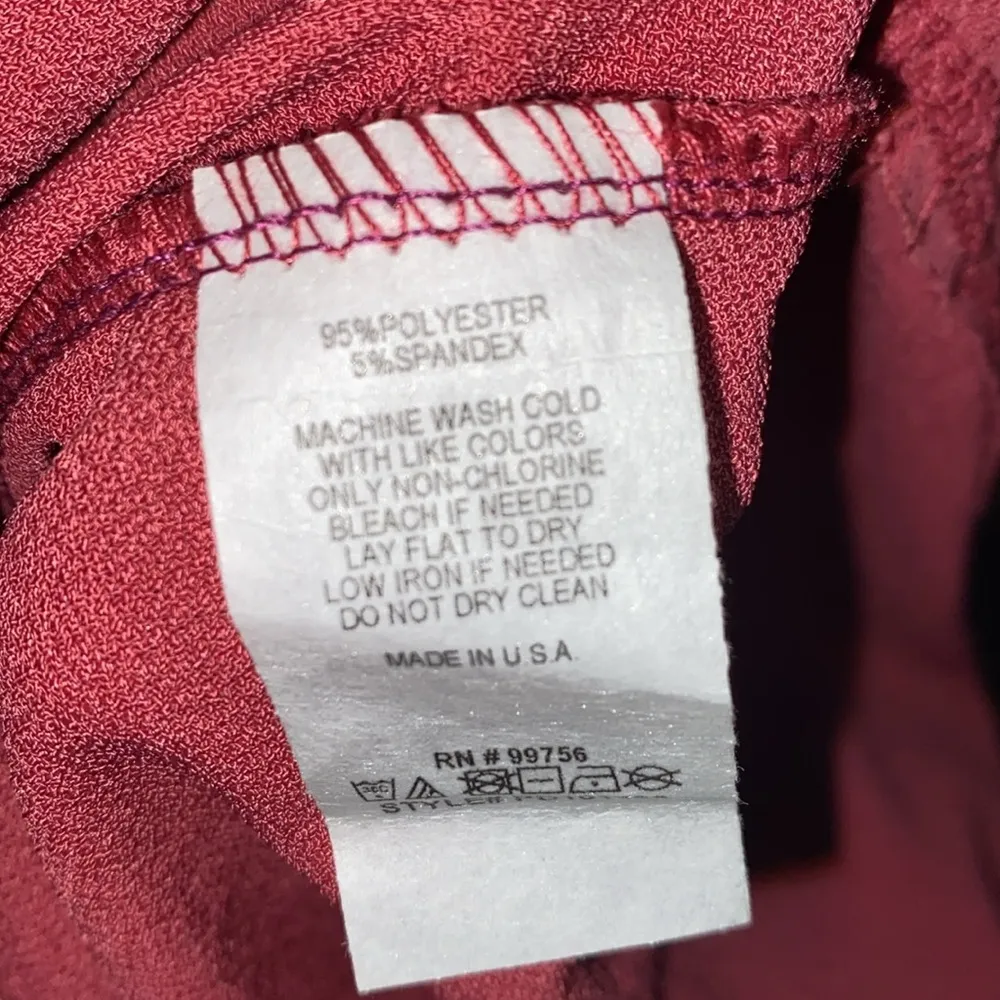 95%POLYESTER
5%SPANDEX
MACHINE WASH COLD
WITH LIKE COLORS
ONLY NON-CHLORINE
BLEACH IF NEEDED
LAY FLAT TO DRY
LOW IRON IF NEEDED
DO NOT DRY CLEAN
MADE IN U.S.A.
RN # 99756
STYLE#